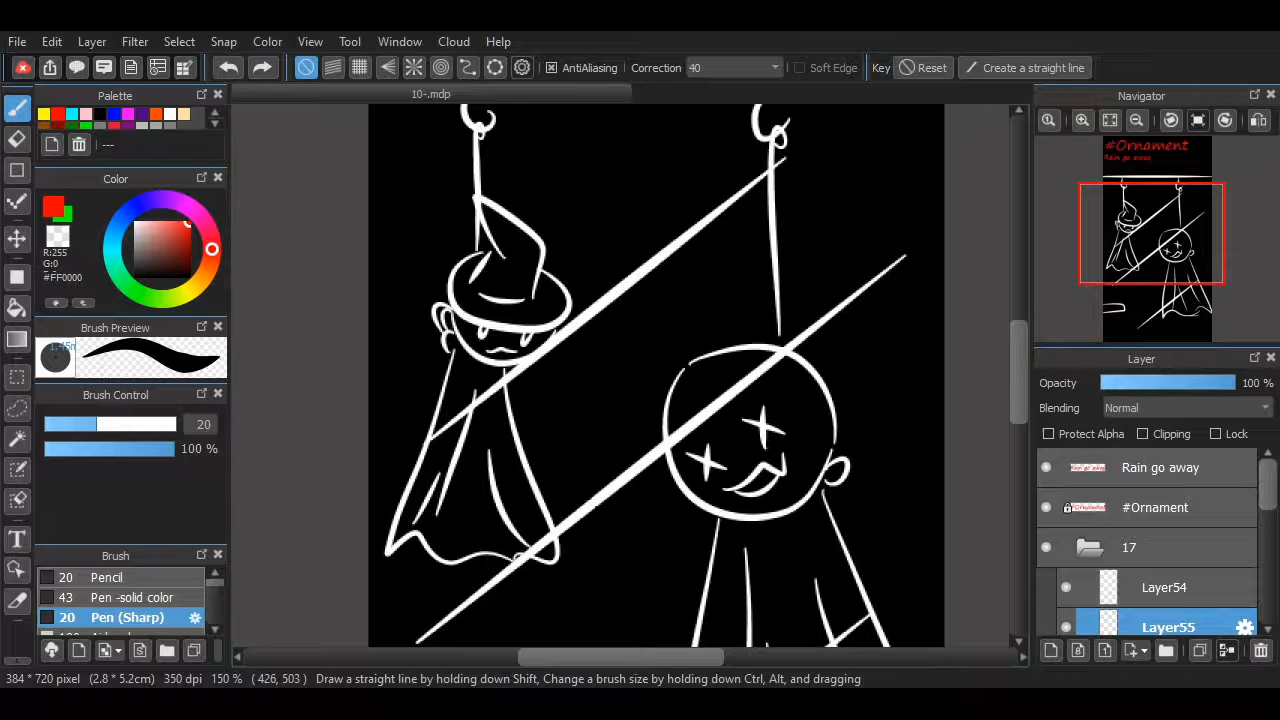 File Edit Layer Filter Select Snap Color View Tool Window Cloud Help
AntiAliasing Correction 40 Soft Edge Key Reset Create a straight line
Palette
10-.mdp
Navigator
---
#Ornament
Rain go away
Color
R:255
G:0
#FF0000
Brush Preview
Layer
Opacity 100 %
Brush Control
Blending Normal
20
Protect Alpha Clipping Lock
100 %
Rain go away
#Ornament
17
Brush
20 Pencil
Layer54
43 Pen -solid color
20 Pen (Sharp)
Layer55
384 * 720 pixel (2.8 * 5.2cm) 350 dpi 150 % ( 426, 503 ) Draw a straight line by holding down Shift, Change a brush size by holding down Ctrl, Alt, and dragging